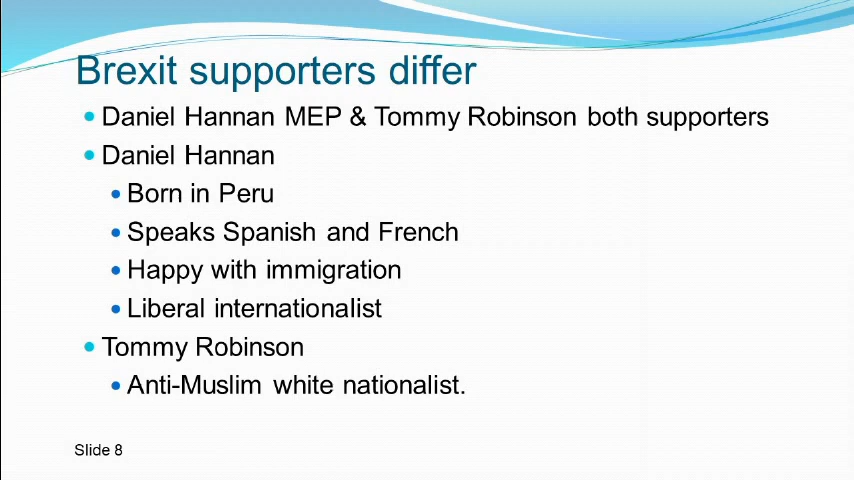 Brexit supporters differ
Daniel Hannan MEP & Tommy Robinson both supporters
Daniel Hannan
Born in Peru
Speaks Spanish and French
Happy with immigration
Liberal internationalist
Tommy Robinson
Anti-Muslim white nationalist.
Slide 8